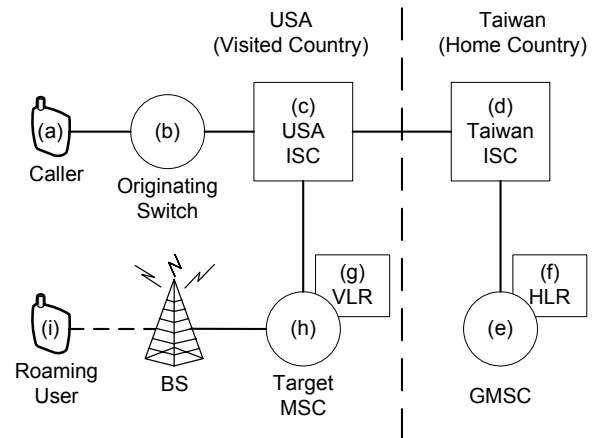 USA
(Visited Country)
Taiwan
(Home Country)
(a)
Caller
(b)
Originating
Switch
(c)
USA
ISC
(d)
Taiwan
ISC
(i)
Roaming
User
BS
(g)
VLR
(h)
Target
MSC
(f)
HLR
(e)
GMSC